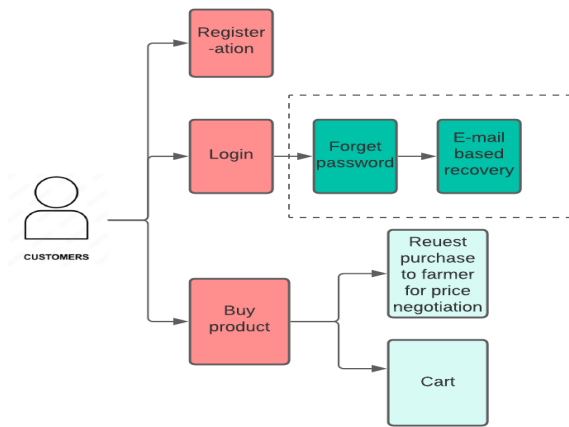 Register
-ation
Login
Forget
password
E-mail
based
recovery
CUSTOMERS
Buy
product
Reuest
purchase
to farmer
for price
negotiation
Cart